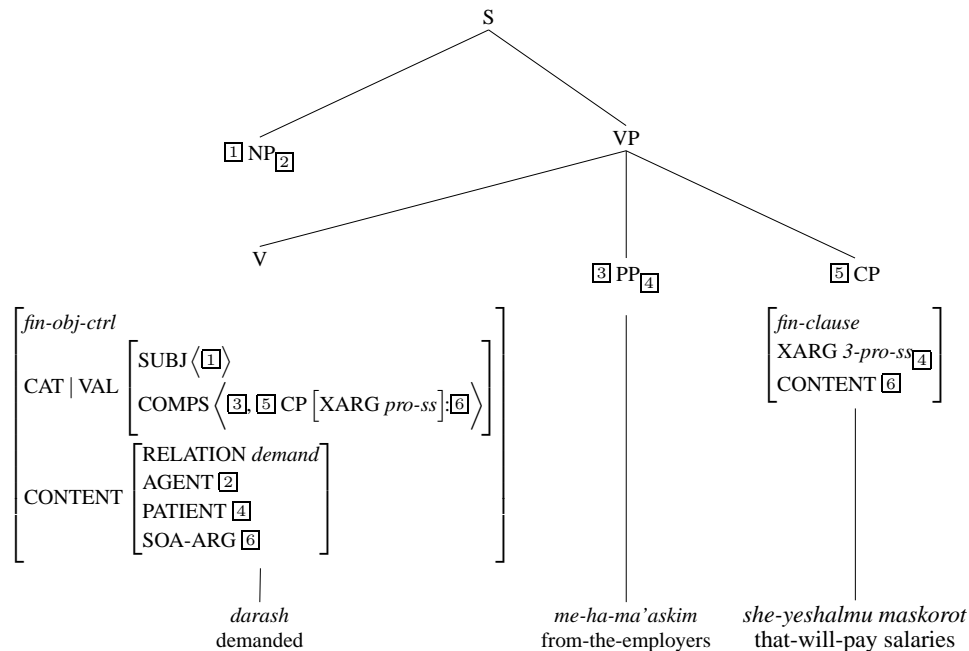 S
1 NP 2
VP
V
3 PP 4
5 CP
fin-obj-ctrl
CAT | VAL
SUBJ ⟨ 1 ⟩
COMPS ⟨ 3 , 5 CP [XARG pro-ss]: 6 ⟩
CONTENT
RELATION demand
AGENT 2
PATIENT 4
SOA-ARG 6
fin-clause
XARG 3-pro-ss 4
CONTENT 6
darash
demanded
me-ha-ma'askim
from-the-employers
she-yeshalmu maskorot
that-will-pay salaries